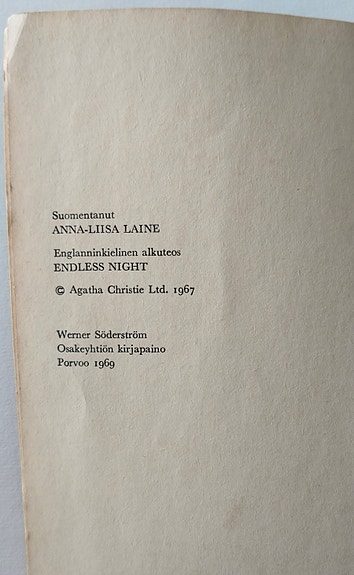 Suomentanut
ANNA-LIISA LAINE
Englanninkielinen alkuteos
ENDLESS NIGHT
© Agatha Christie Ltd. 1967
Werner Söderström
Osakeyhtiön kirjapaino
Porvoo 1969